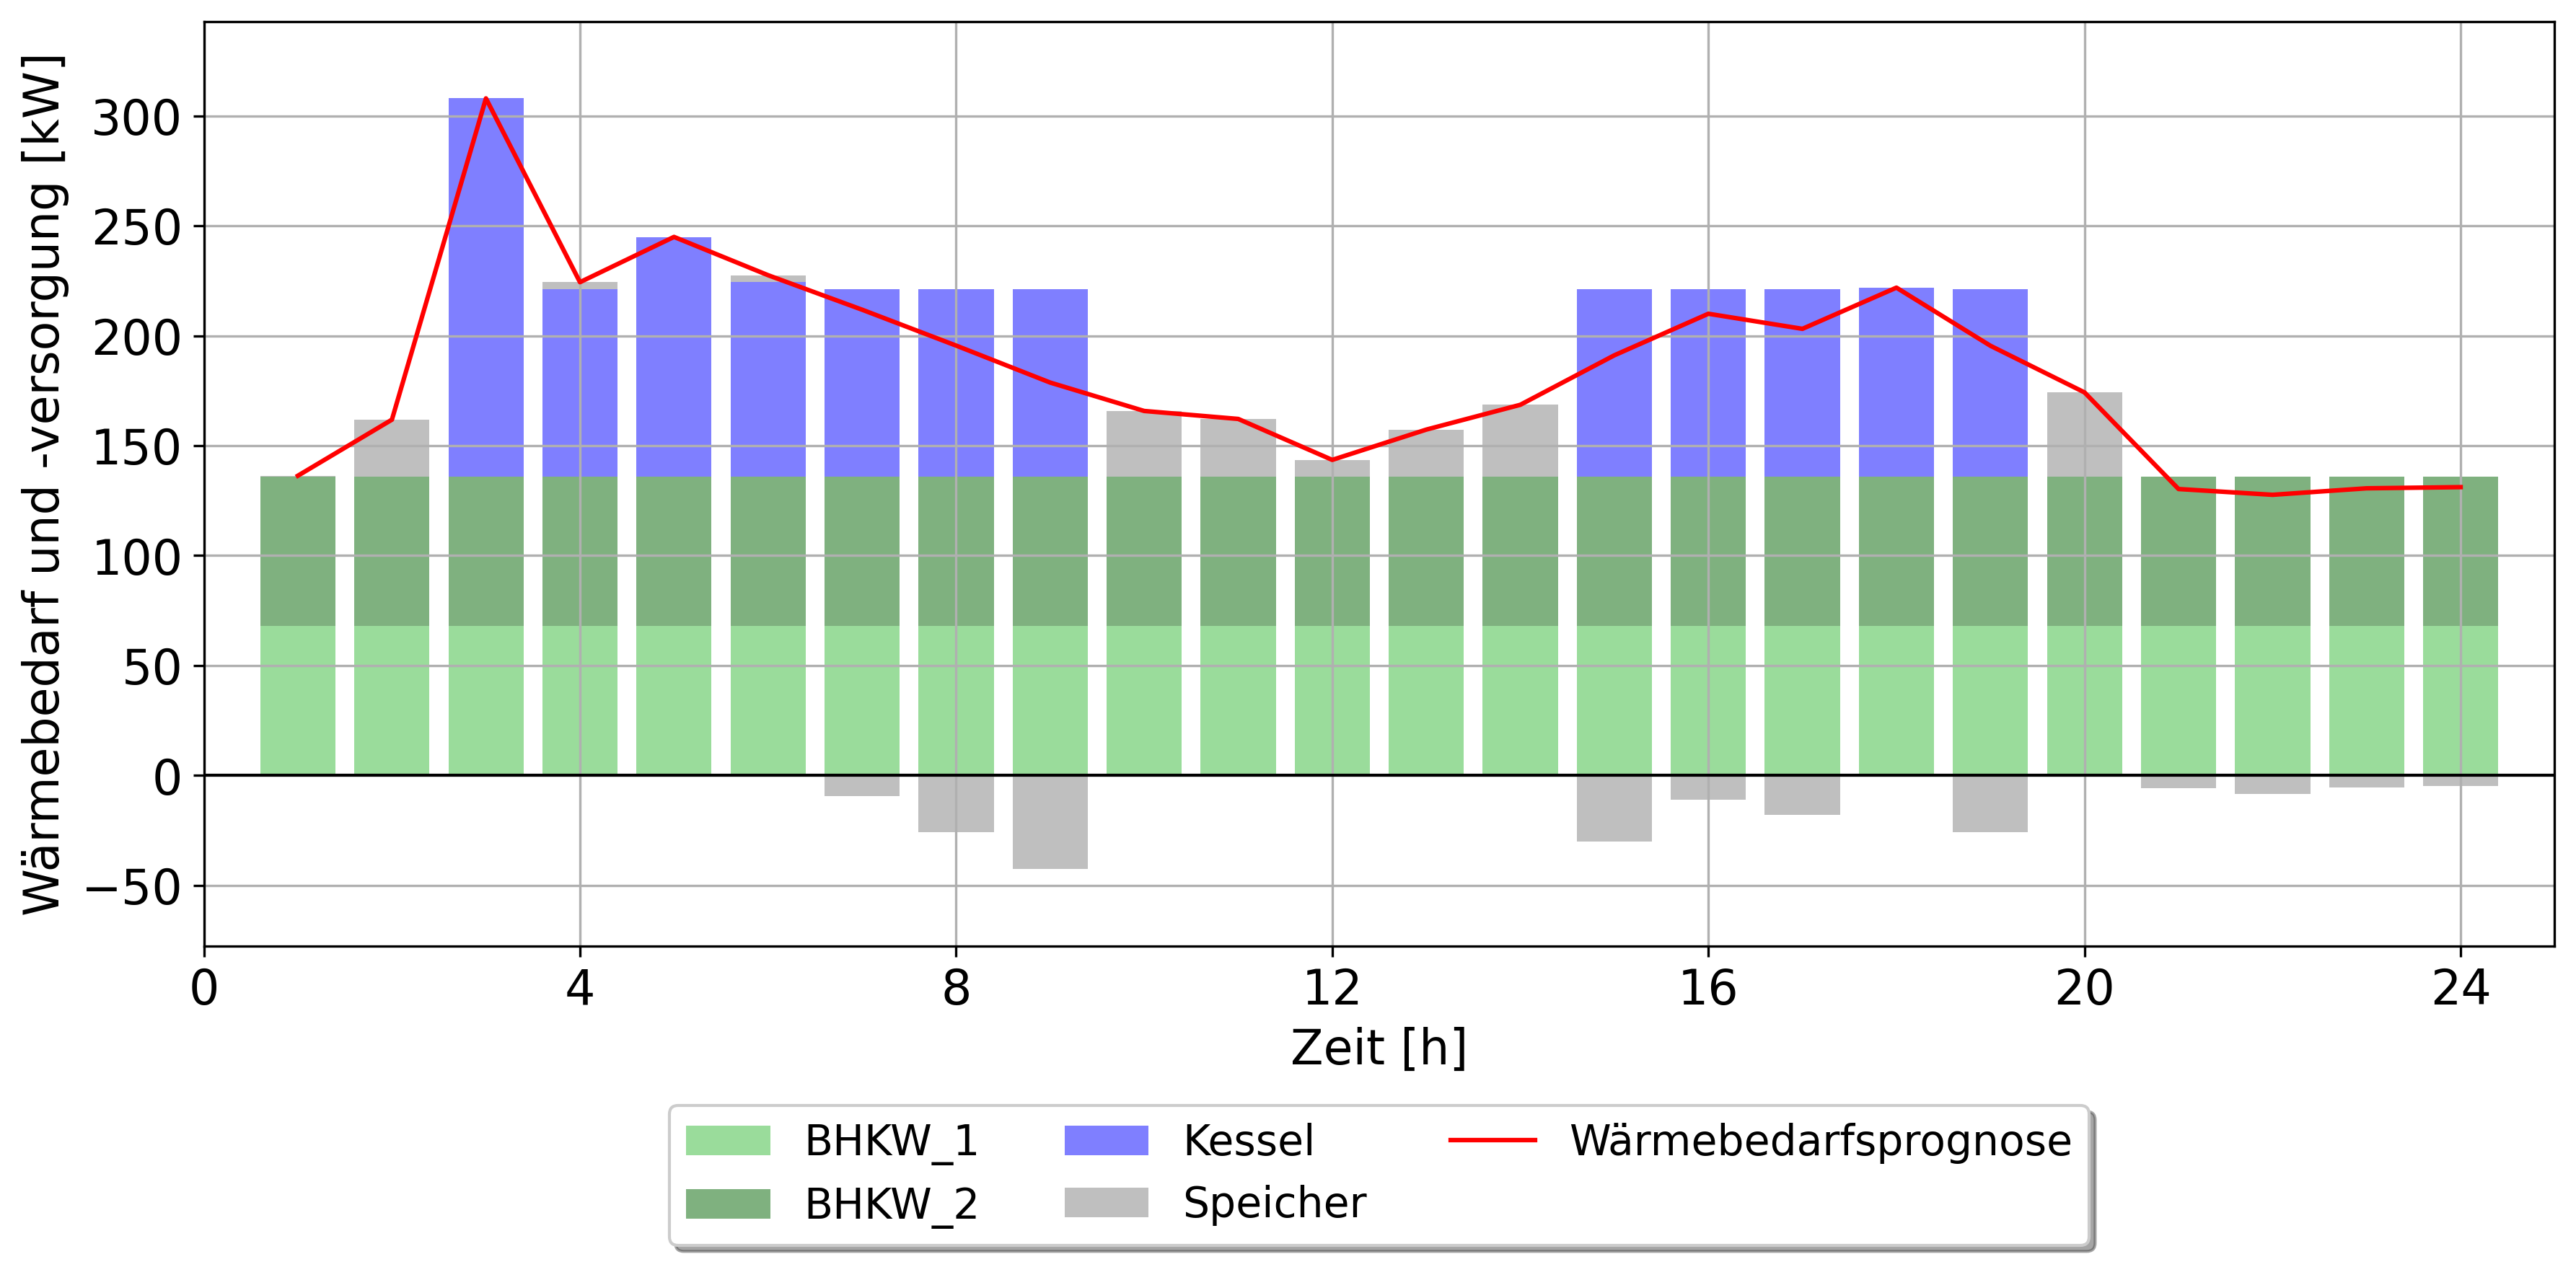 Wärmebedarf und -versorgung [kW]
300
250
200
150
100
50
0
−50
0 4 8 12 16 20 24
Zeit [h]
BHKW_1 Kessel Wärmebedarfsprognose
BHKW_2 Speicher